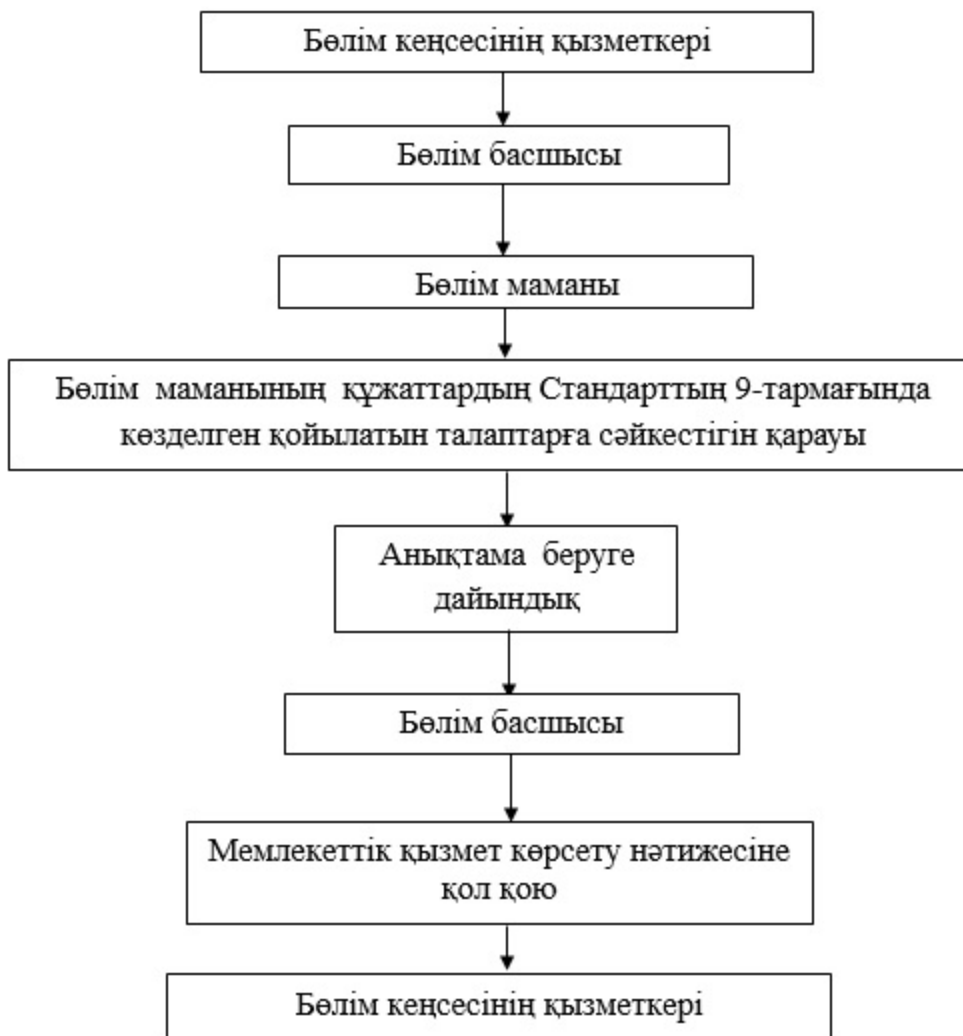 Бөлім кеңсесінің қызметкері
Бөлім басшысы
Бөлім маманы
Бөлім маманының құжаттардың Стандарттың 9-тармағында
көзделген қойылатын талаптарға сәйкестігін қарауы
Анықтама беруге
дайындық
Бөлім басшысы
Мемлекеттік қызмет көрсету нәтижесіне
қол қою
Бөлім кеңсесінің қызметкері